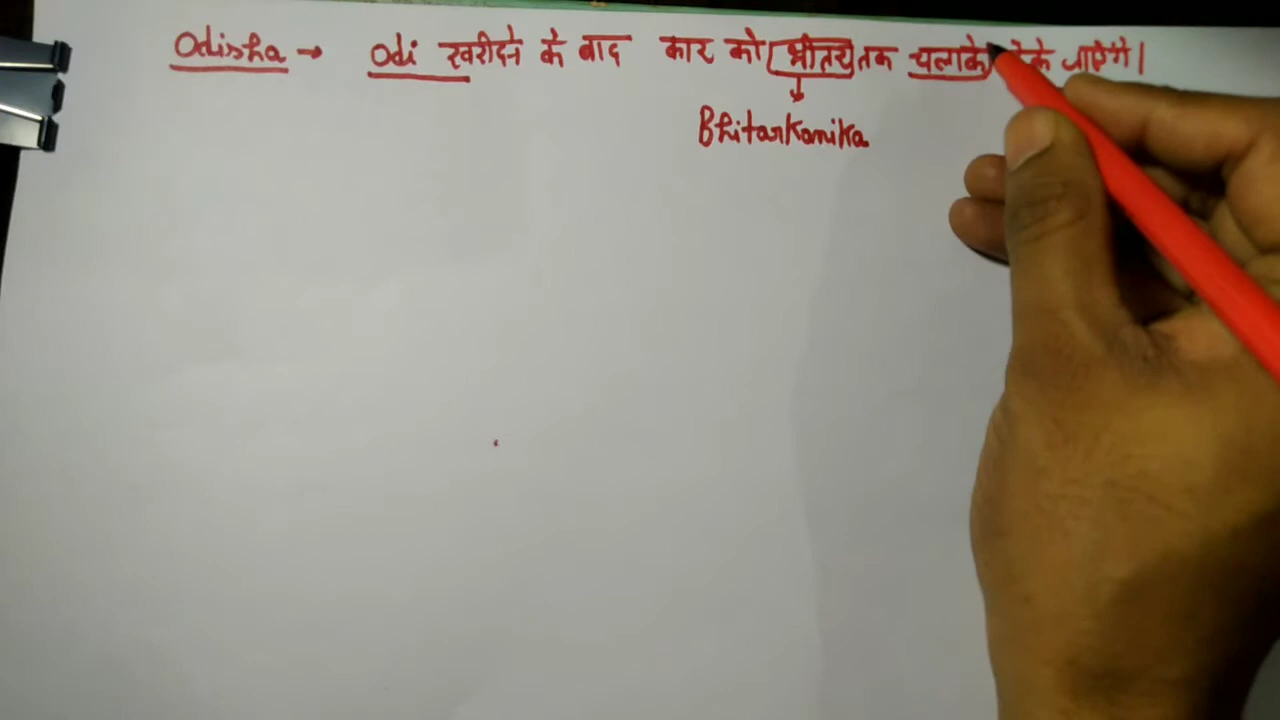 Odisha → Odi खरीदने के बाद कार को भीतर तक चलाके जाएंगे।
Bhitarkanika